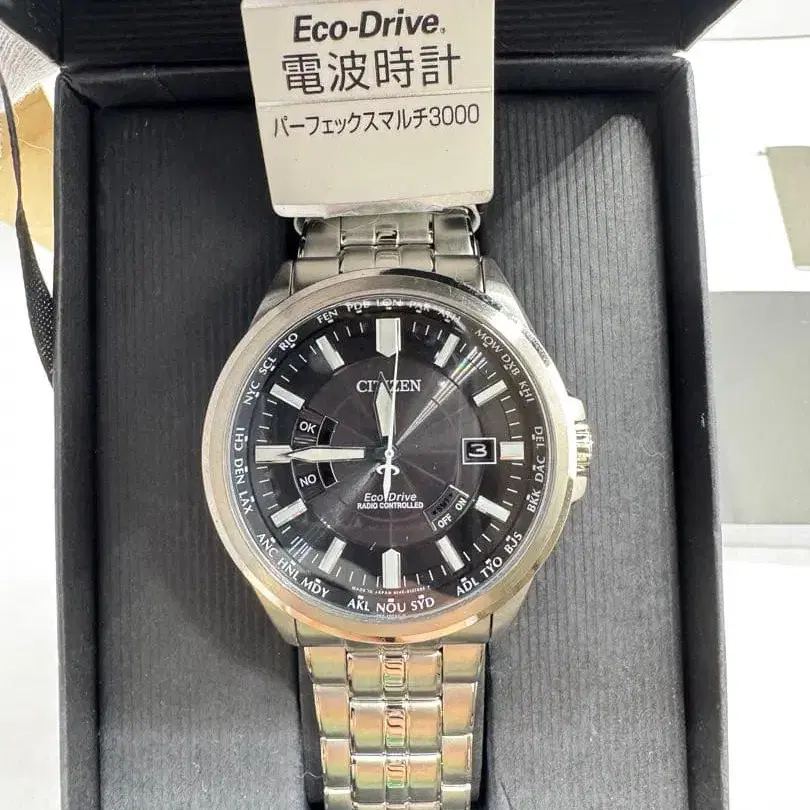 Eco-Drive
電波時計
パーフェックスマルチ3000
LON PAR
PDB
FEN
RIO
SCL
NYC
CHI
DEN
LAX
ANC
HNL
MDY
AKL NOU SYD
ADL
TYO
BJS
BKK
DAC
DEL
KHI
DXB
MOW
CITIZEN
OK
NO
3
Eco-Drive
RADIO CONTROLLED
OFF ON